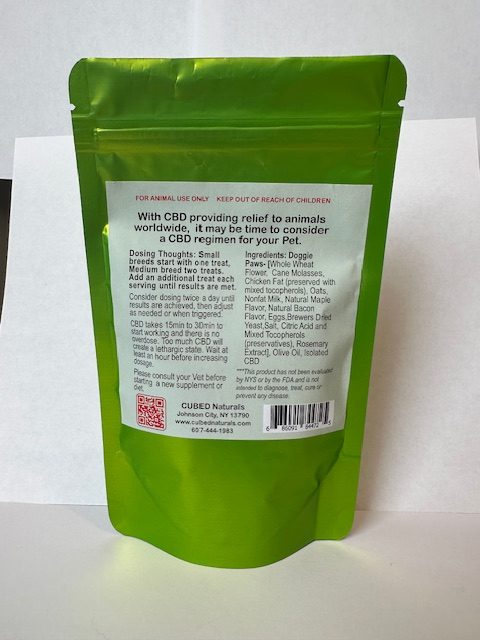 FOR ANIMAL USE ONLY KEEP OUT OF REACH OF CHILDREN
With CBD providing relief to animals
worldwide, it may be time to consider
a CBD regimen for your Pet.
Dosing Thoughts: Small
breeds start with one treat,
Medium breed two treats.
Add an additional treat each
serving until results are met.
Consider dosing twice a day until
results are achieved, then adjust
as needed or when triggered.
CBD takes 15min to 30min to
start working and there is no
overdose. Too much CBD will
create a lethargic state. Wait at
least an hour before increasing
dosage.
Please consult your Vet before
starting a new supplement or
diet.
Ingredients: Doggie
Paws- [Whole Wheat
Flower, Cane Molasses,
Chicken Fat (preserved with
mixed tocopherols), Oats,
Nonfat Milk, Natural Maple
Flavor, Natural Bacon
Flavor, Eggs,Brewers Dried
Yeast,Salt, Citric Acid and
Mixed Tocopherols
(preservatives), Rosemary
Extract], Olive Oil, Isolated
CBD
***This product has not been evaluated
by NYS or by the FDA and is not
intended to diagnose, treat, cure or
prevent any disease.
CUBED Naturals
Johnson City, NY 13790
www.cubednaturals.com
607-444-1983
6 86091 64472 5